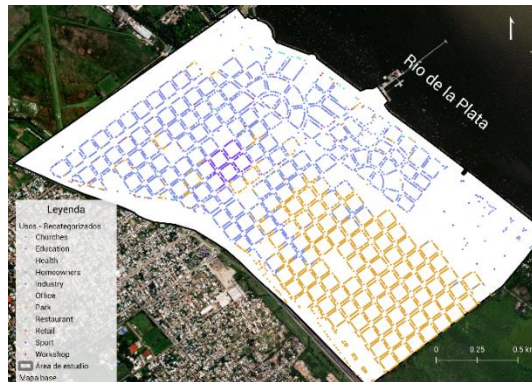 Río de la Plata
Leyenda
Usos - Recategorizados
Churches
Education
Health
Homeowners
Industry
Office
Park
Restaurant
Retail
Sport
Workshop
Área de estudio
Mapa base
0 0.25 0.5 km